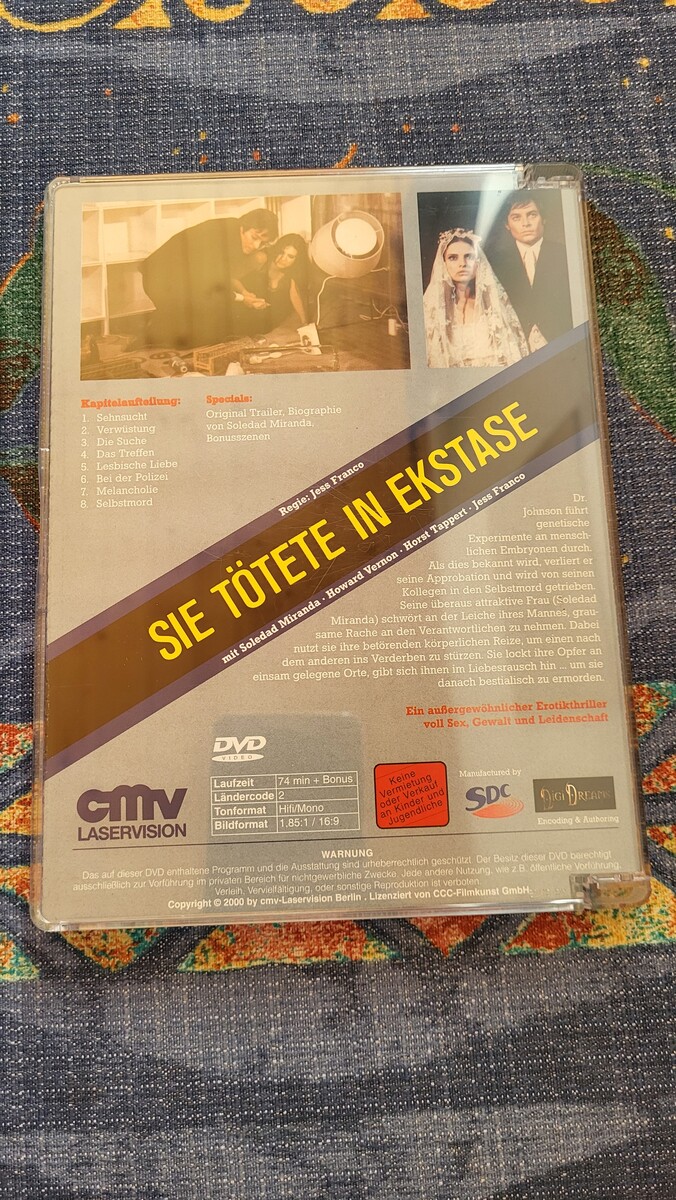 Kapitelaufteilung:
1. Sehnsucht
2. Verwüstung
3. Die Suche
4. Das Treffen
5. Lesbische Liebe
6. Bei der Polizei
7. Melancholie
8. Selbstmord
Specials:
Original Trailer, Biographie
von Soledad Miranda,
Bonusszenen
Regie: Jess Franco
SIE TÖTETE IN EKSTASE
mit Soledad Miranda · Howard Vernon · Horst Tappert · Jess Franco
Dr.
Johnson führt
genetische
Experimente an mensch-
lichen Embryonen durch.
Als dies bekannt wird, verliert er
seine Approbation und wird von seinen
Kollegen in den Selbstmord getrieben.
Seine überaus attraktive Frau (Soledad
Miranda) schwört an der Leiche ihres Mannes, grau-
same Rache an den Verantwortlichen zu nehmen. Dabei
nutzt sie ihre betörenden körperlichen Reize, um einen nach
dem anderen ins Verderben zu stürzen. Sie lockt ihre Opfer an
einsam gelegene Orte, gibt sich ihnen im Liebesrausch hin ... um sie
danach bestialisch zu ermorden.
Ein außergewöhnlicher Erotikthriller
voll Sex, Gewalt und Leidenschaft
DVD
VIDEO
cmv
LASERVISION
Laufzeit 74 min + Bonus
Ländercode 2
Tonformat Hifi/Mono
Bildformat 1.85:1 / 16:9
Keine
Vermietung
oder Verkauf
an Kinder und
Jugendliche
Manufactured by
SDC
DIGIDREAMS
Encoding & Authoring
WARNUNG
Das auf dieser DVD enthaltene Programm und die Ausstattung sind urheberrechtlich geschützt. Der Besitz dieser DVD berechtigt
ausschließlich zur Vorführung im privaten Bereich für nichtgewerbliche Zwecke. Jede andere Nutzung, wie z.B. öffentliche Vorführung,
Verleih, Vervielfältigung, oder sonstige Reproduktion ist verboten.
Copyright © 2000 by cmv-Laservision Berlin . Lizenziert von CCC-Filmkunst GmbH